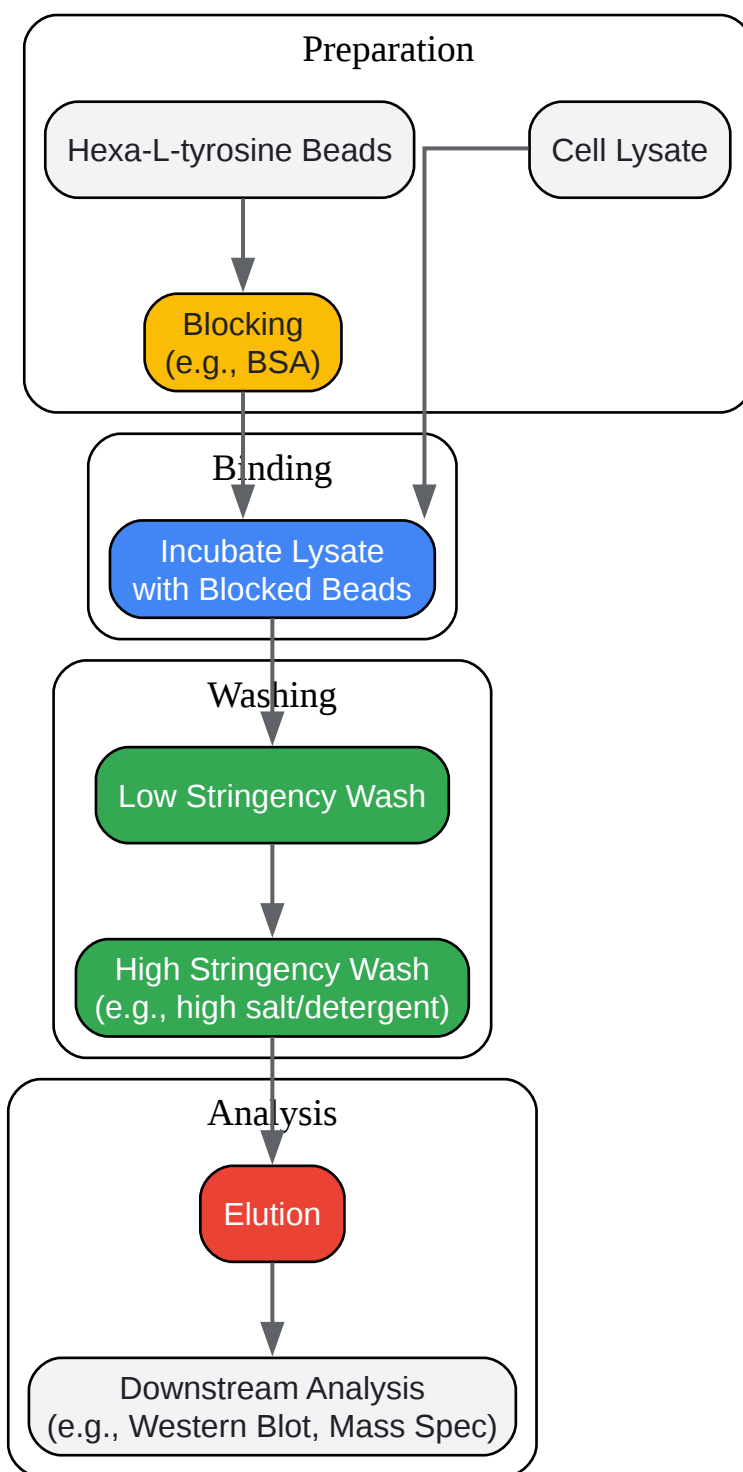 Preparation
Hexa-L-tyrosine Beads
Cell Lysate
Blocking
(e.g., BSA)
Binding
Incubate Lysate
with Blocked Beads
Washing
Low Stringency Wash
High Stringency Wash
(e.g., high salt/detergent)
Analysis
Elution
Downstream Analysis
(e.g., Western Blot, Mass Spec)